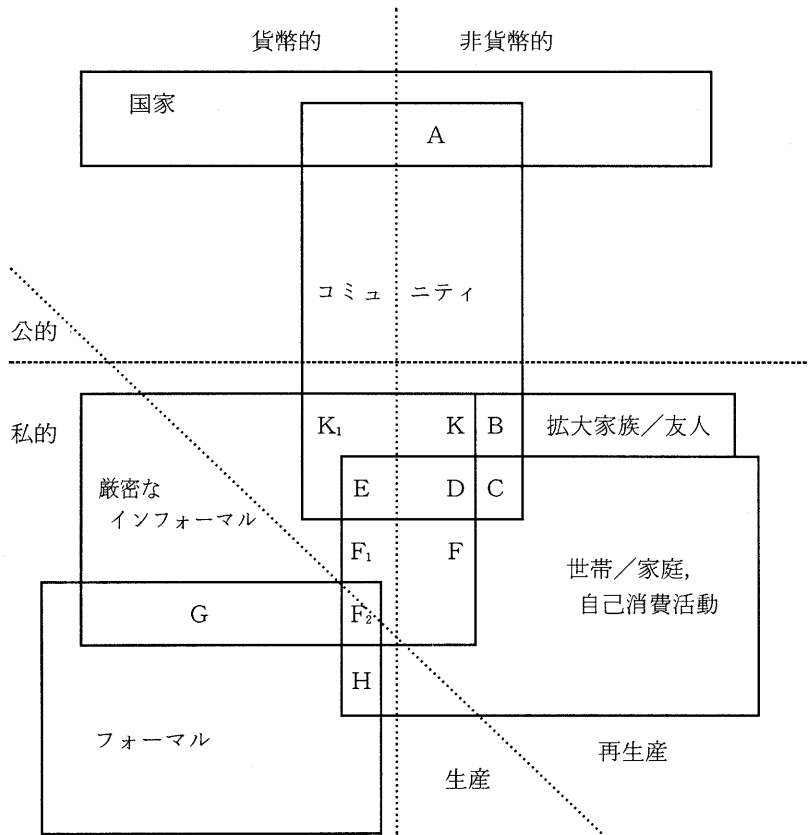 貨幣的
非貨幣的
国家
A
コミュニティ
公的
私的
K₁
K
B
拡大家族／友人
厳密な
インフォーマル
E
D
C
F₁
F
世帯／家庭,
自己消費活動
G
F₂
H
フォーマル
再生産
生産